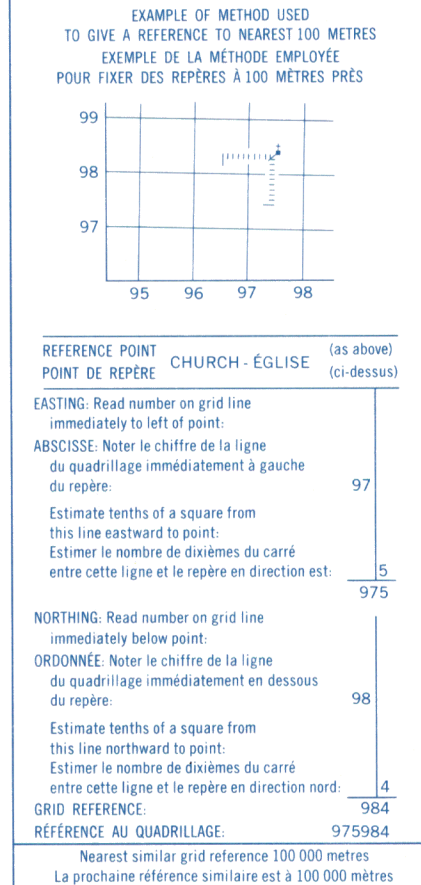 EXAMPLE OF METHOD USED
TO GIVE A REFERENCE TO NEAREST 100 METRES
EXEMPLE DE LA MÉTHODE EMPLOYÉE
POUR FIXER DES REPÈRES À 100 MÈTRES PRÈS
99
98
97
95 96 97 98
REFERENCE POINT
POINT DE REPÈRE
CHURCH - ÉGLISE
(as above)
(ci-dessus)
EASTING: Read number on grid line
immediately to left of point:
ABSCISSE: Noter le chiffre de la ligne
du quadrillage immédiatement à gauche
du repère: 97
Estimate tenths of a square from
this line eastward to point:
Estimer le nombre de dixièmes du carré
entre cette ligne et le repère en direction est: 5
975
NORTHING: Read number on grid line
immediately below point:
ORDONNÉE: Noter le chiffre de la ligne
du quadrillage immédiatement en dessous
du repère: 98
Estimate tenths of a square from
this line northward to point:
Estimer le nombre de dixièmes du carré
entre cette ligne et le repère en direction nord: 4
GRID REFERENCE: 984
RÉFÉRENCE AU QUADRILLAGE: 975984
Nearest similar grid reference 100 000 metres
La prochaine référence similaire est à 100 000 mètres